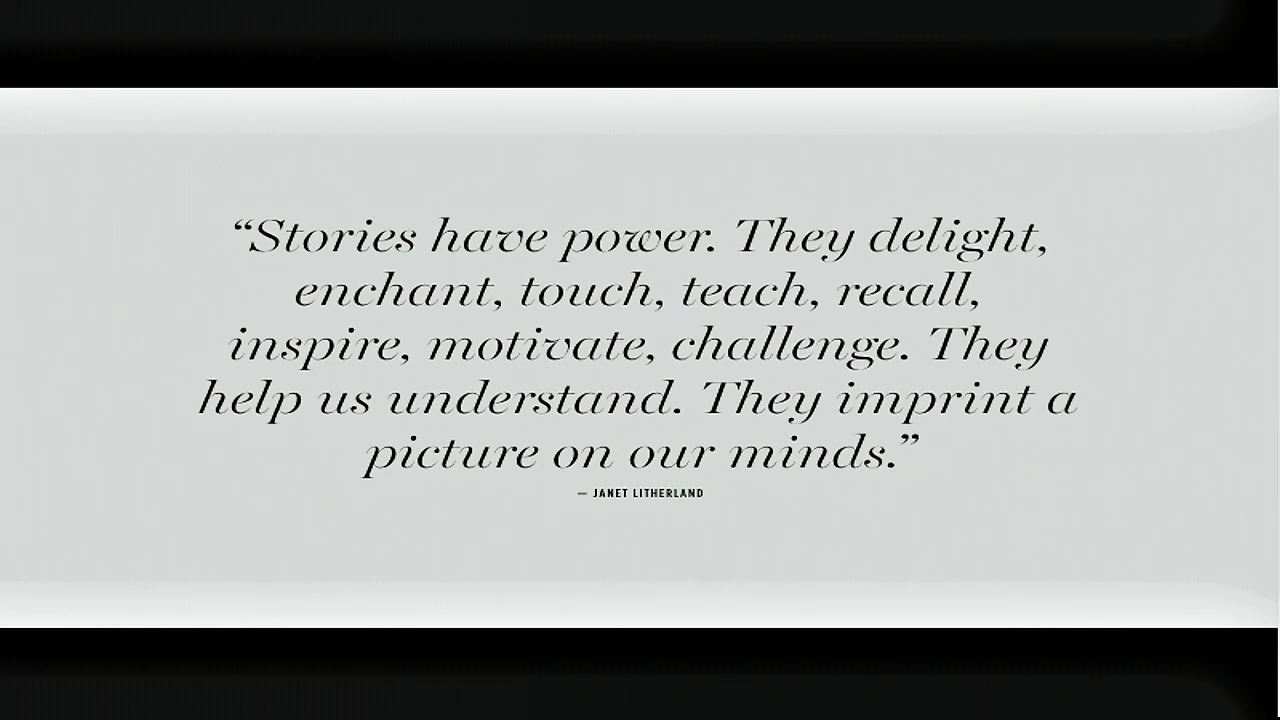 “Stories have power. They delight,
enchant, touch, teach, recall,
inspire, motivate, challenge. They
help us understand. They imprint a
picture on our minds.”
— JANET LITHERLAND